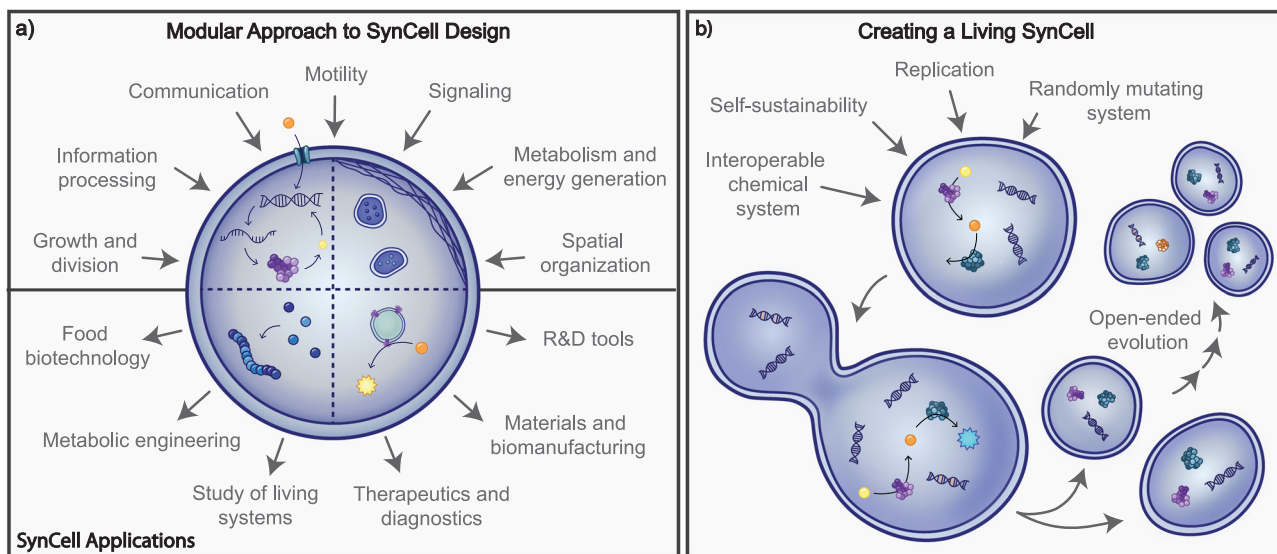 a)
Modular Approach to SynCell Design
Motility
Communication
Signaling
Information
processing
Metabolism and
energy generation
Growth and
division
Spatial
organization
Food
biotechnology
R&D tools
Metabolic engineering
Materials and
biomanufacturing
Study of living
systems
Therapeutics and
diagnostics
SynCell Applications
b)
Creating a Living SynCell
Replication
Self-sustainability
Randomly mutating
system
Interoperable
chemical
system
Open-ended
evolution